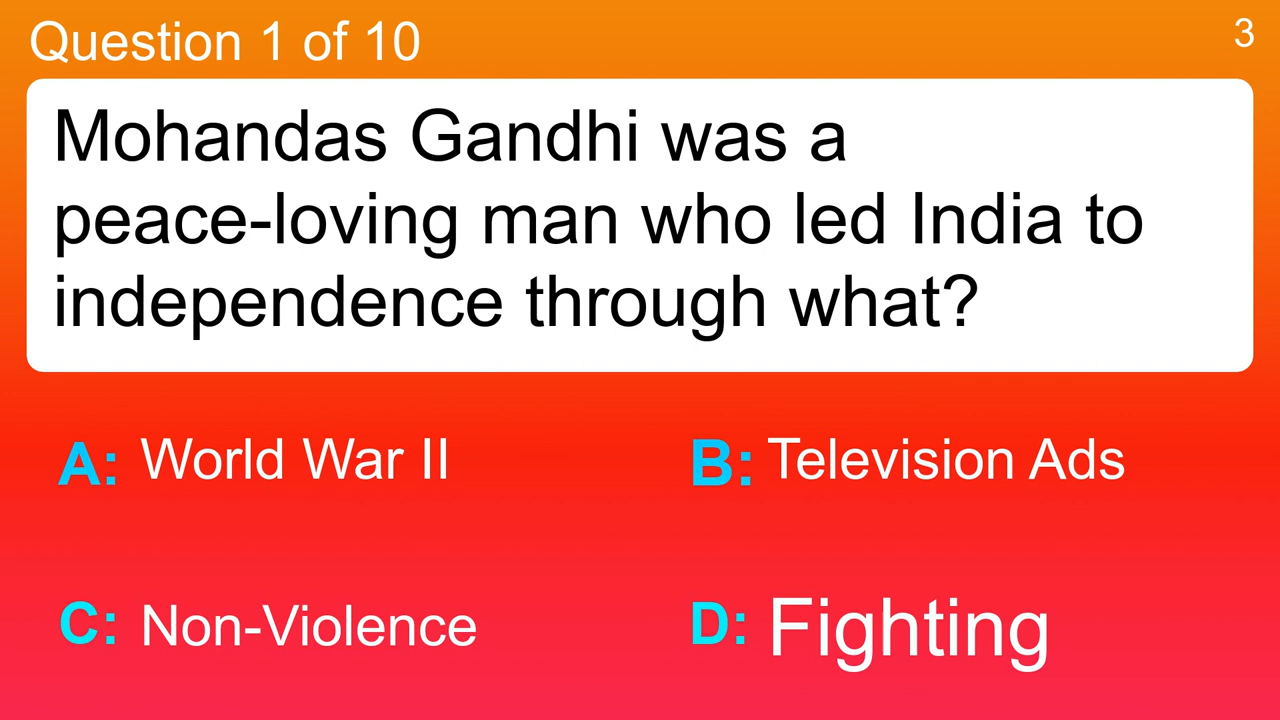 Question 1 of 10
3
Mohandas Gandhi was a
peace-loving man who led India to
independence through what?
A: World War II
B: Television Ads
C: Non-Violence
D: Fighting